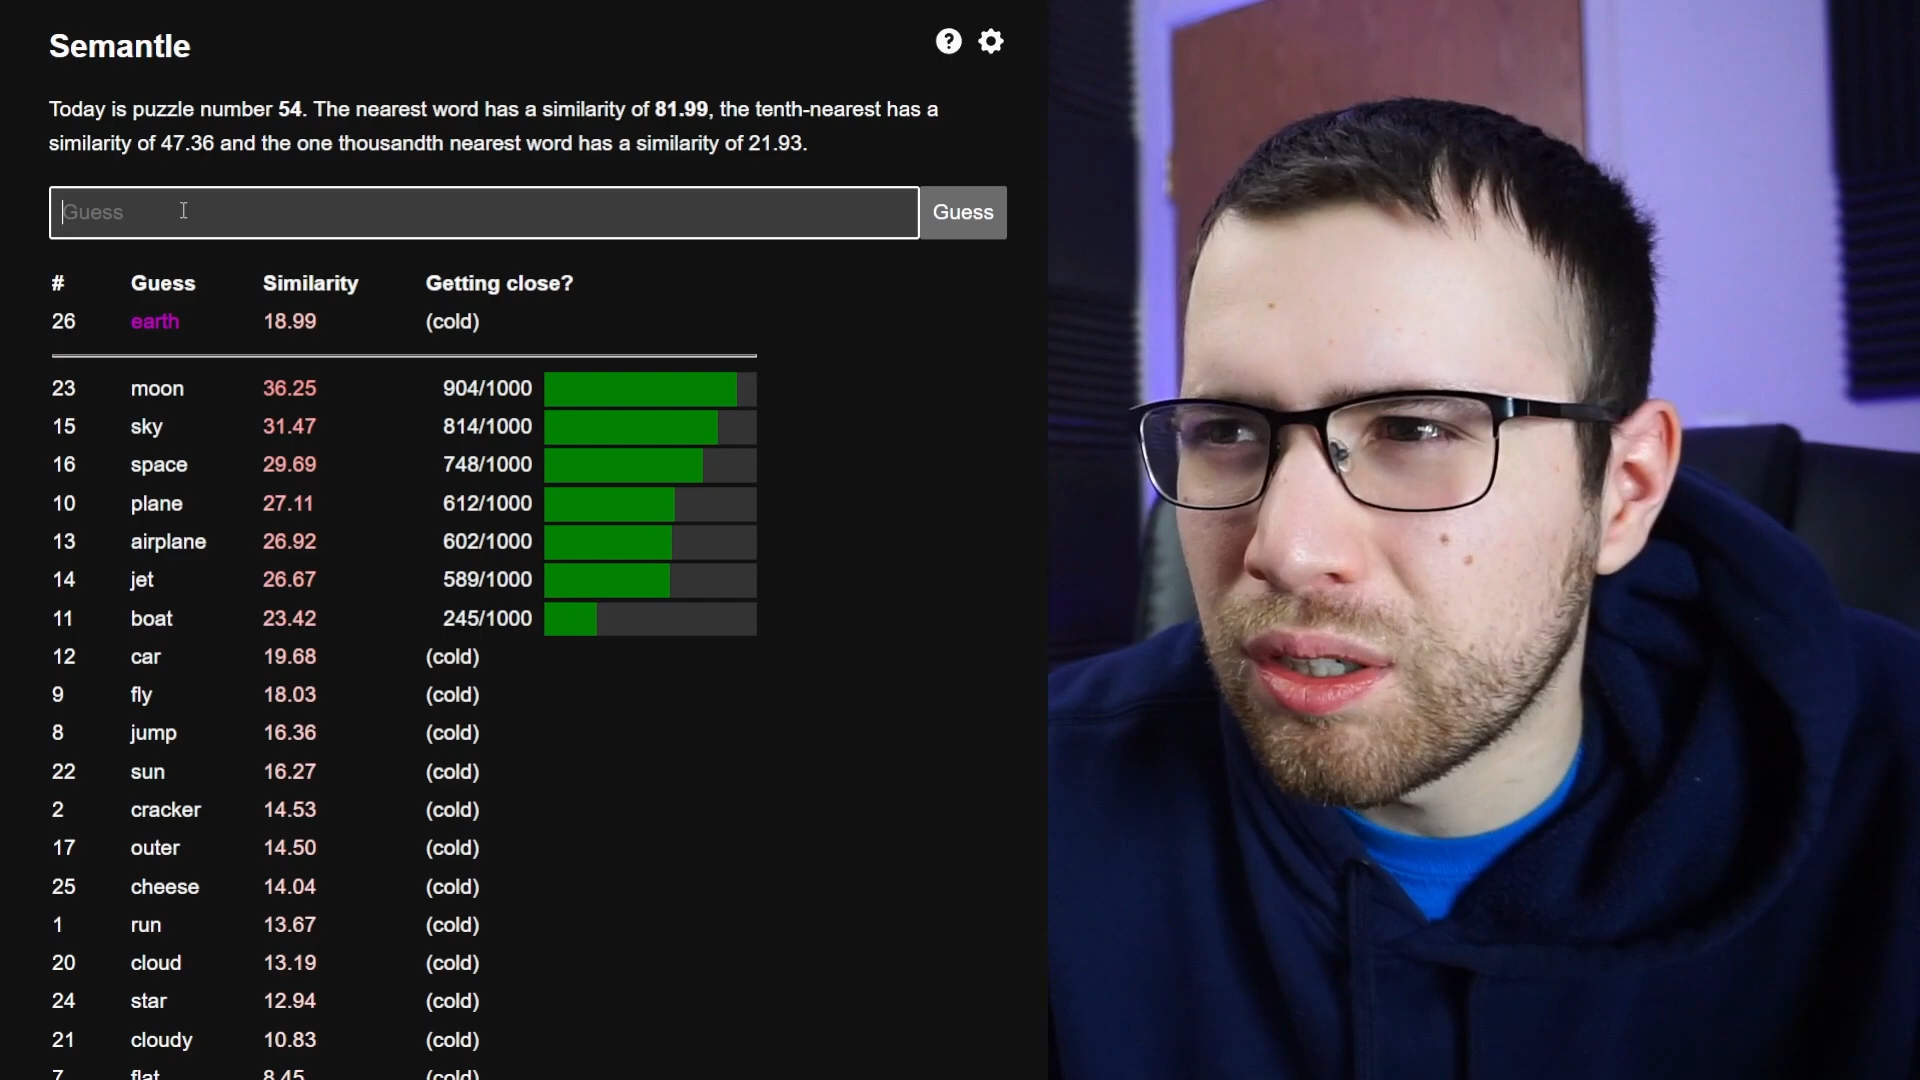 Semantle
Today is puzzle number 54. The nearest word has a similarity of 81.99, the tenth-nearest has a
similarity of 47.36 and the one thousandth nearest word has a similarity of 21.93.
Guess Guess
# Guess Similarity Getting close?
26 earth 18.99 (cold)
23 moon 36.25 904/1000
15 sky 31.47 814/1000
16 space 29.69 748/1000
10 plane 27.11 612/1000
13 airplane 26.92 602/1000
14 jet 26.67 589/1000
11 boat 23.42 245/1000
12 car 19.68 (cold)
9 fly 18.03 (cold)
8 jump 16.36 (cold)
22 sun 16.27 (cold)
2 cracker 14.53 (cold)
17 outer 14.50 (cold)
25 cheese 14.04 (cold)
1 run 13.67 (cold)
20 cloud 13.19 (cold)
24 star 12.94 (cold)
21 cloudy 10.83 (cold)
7 flat 8.45 (cold)